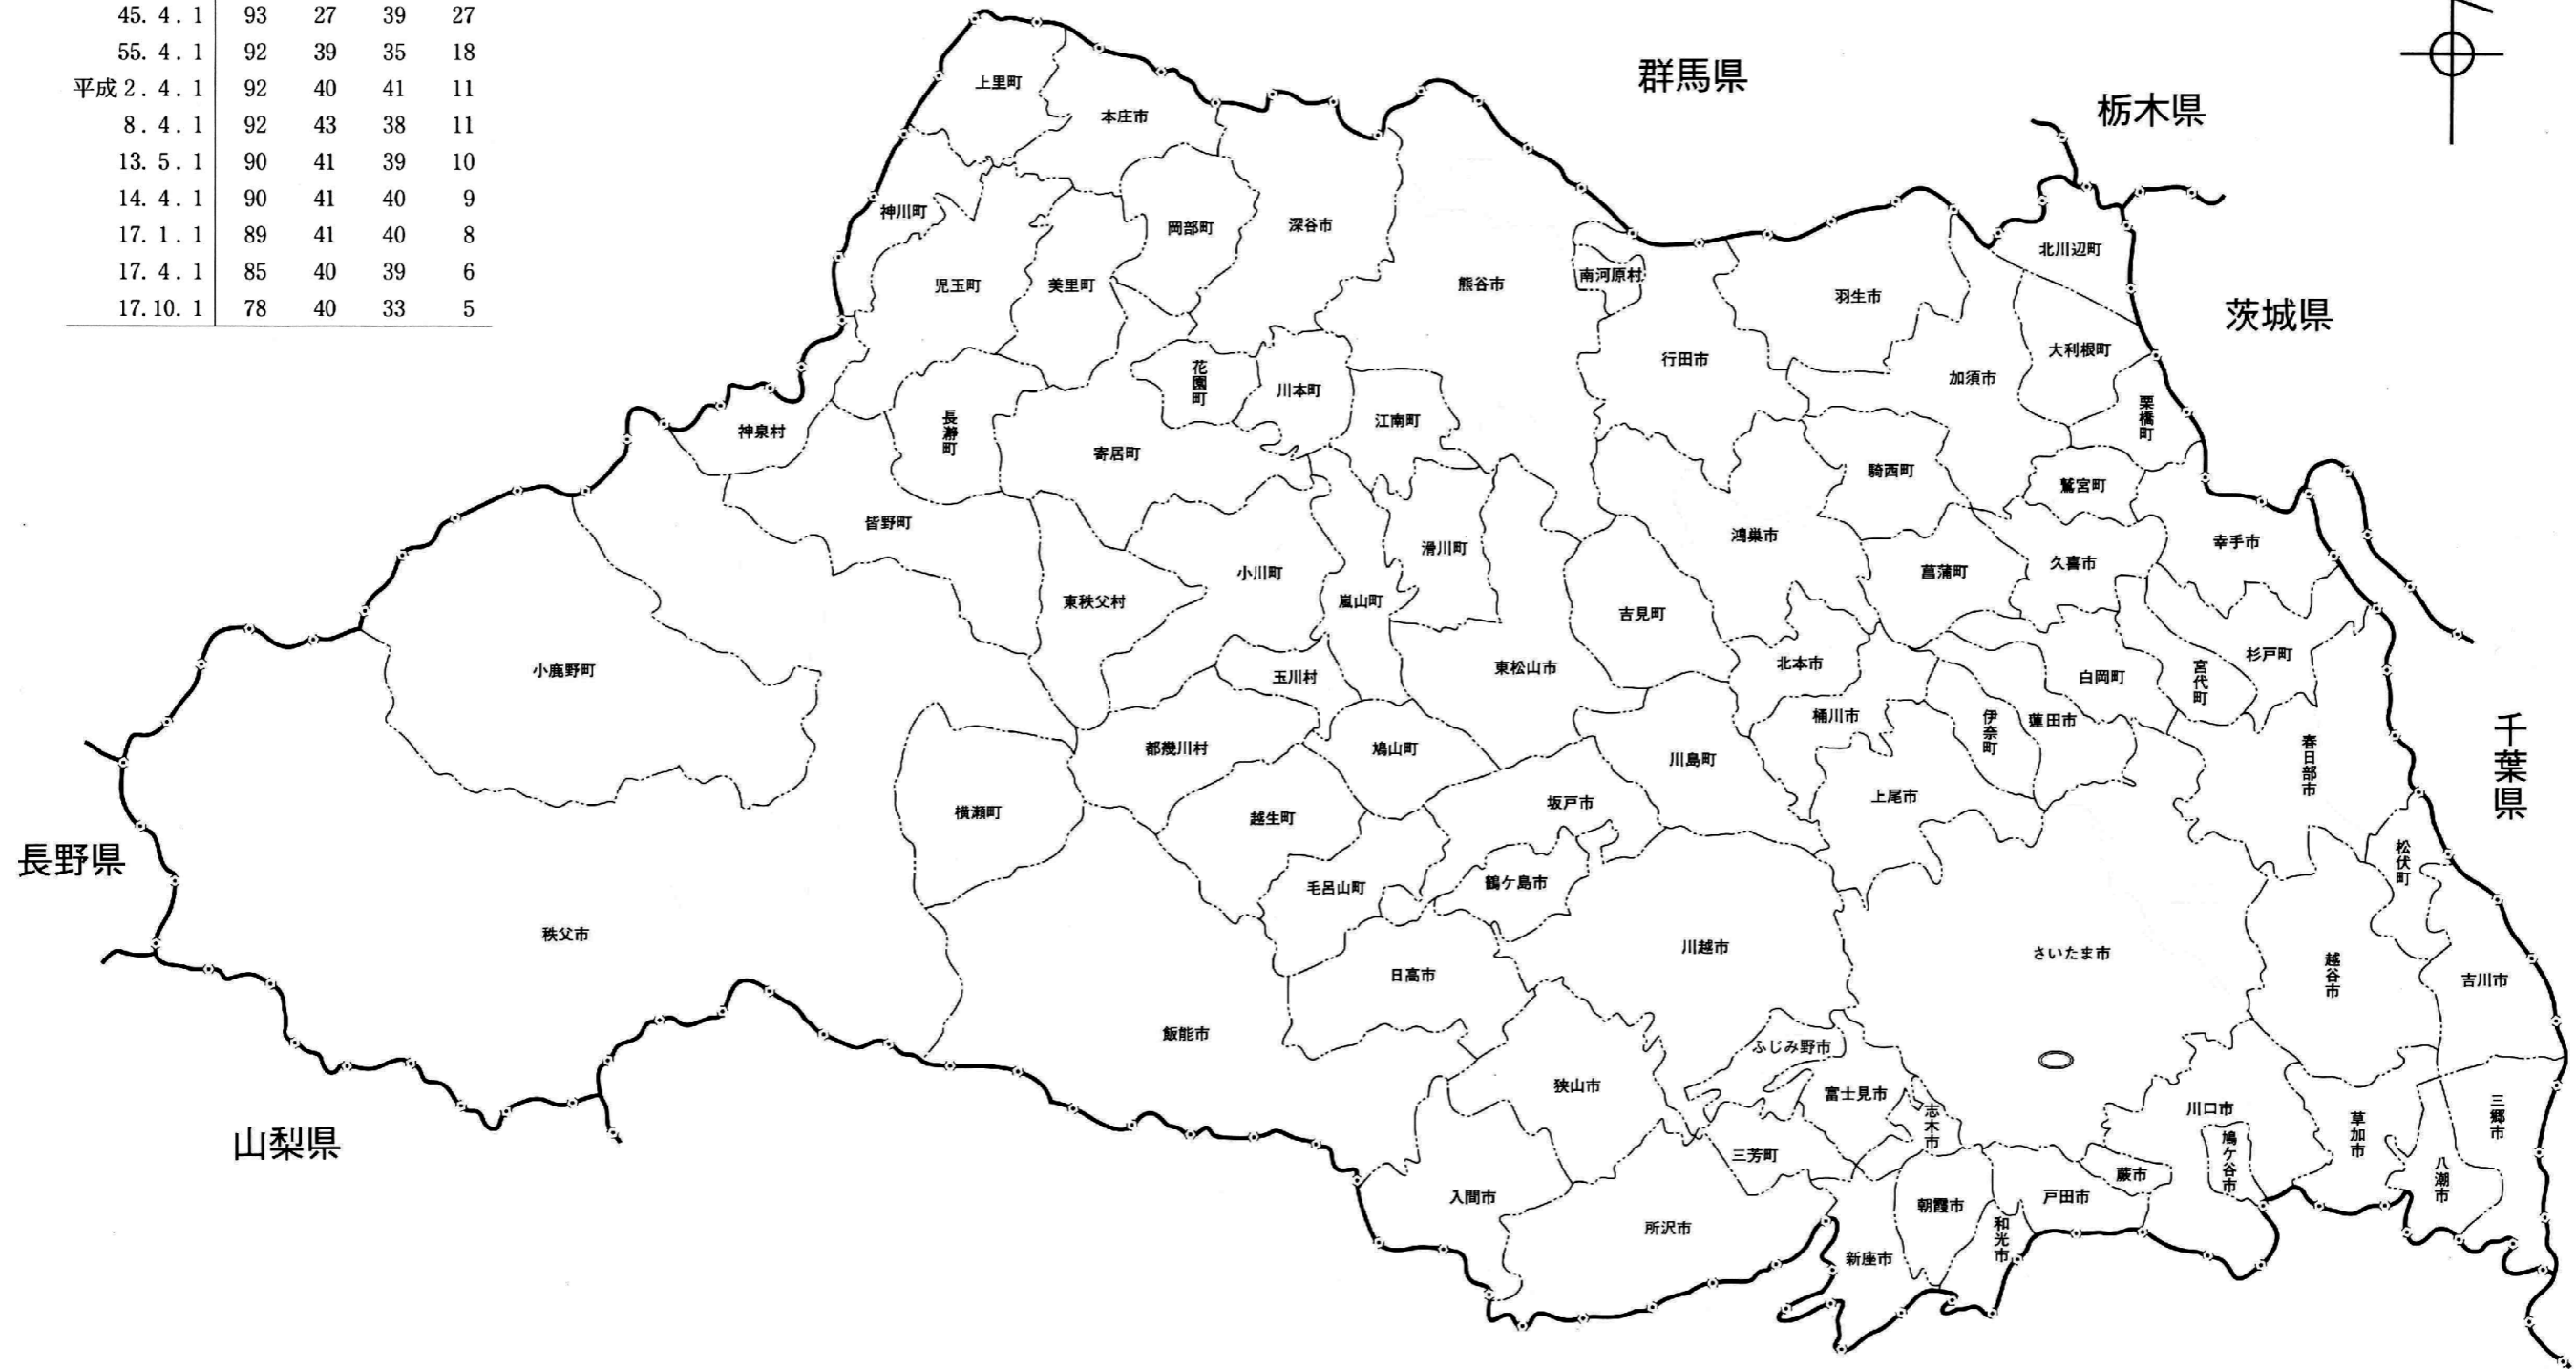 45. 4. 1 93 27 39 27
55. 4. 1 92 39 35 18
平成 2. 4. 1 92 40 41 11
8. 4. 1 92 43 38 11
13. 5. 1 90 41 39 10
14. 4. 1 90 41 40 9
17. 1. 1 89 41 40 8
17. 4. 1 85 40 39 6
17. 10. 1 78 40 33 5
群馬県
栃木県
茨城県
千葉県
長野県
山梨県
上里町
本庄市
神川町
岡部町
深谷市
児玉町
美里町
熊谷市
南河原村
羽生市
北川辺町
行田市
加須市
大利根町
栗橋町
花園町
川本町
江南町
神泉村
長瀞町
寄居町
騎西町
鷲宮町
皆野町
鴻巣市
幸手市
滑川町
小川町
嵐山町
東秩父村
吉見町
菖蒲町
久喜市
小鹿野町
玉川村
東松山市
北本市
白岡町
宮代町
杉戸町
桶川市
伊奈町
蓮田市
都幾川村
鳩山町
川島町
春日部市
横瀬町
越生町
坂戸市
上尾市
松伏町
毛呂山町
鶴ケ島市
秩父市
川越市
さいたま市
日高市
越谷市
吉川市
飯能市
ふじみ野市
狭山市
富士見市
志木市
川口市
草加市
三郷市
三芳町
鳩ケ谷市
蕨市
八潮市
入間市
所沢市
朝霞市
戸田市
和光市
新座市